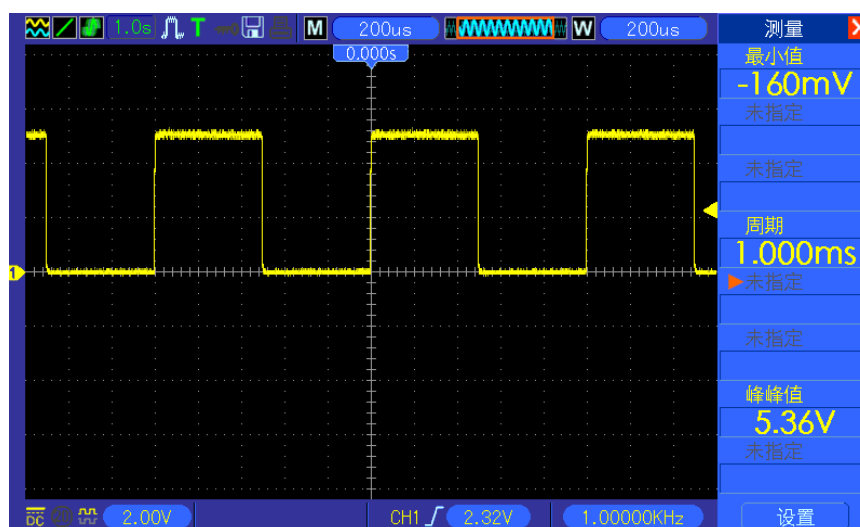 1.0s T M 200us W 200us 测量
0.000s
最小值
-160mV
未指定
未指定
周期
1.000ms
1
未指定
未指定
峰峰值
5.36V
未指定
DC 2.00V CH1 2.32V 1.00000KHz 设置